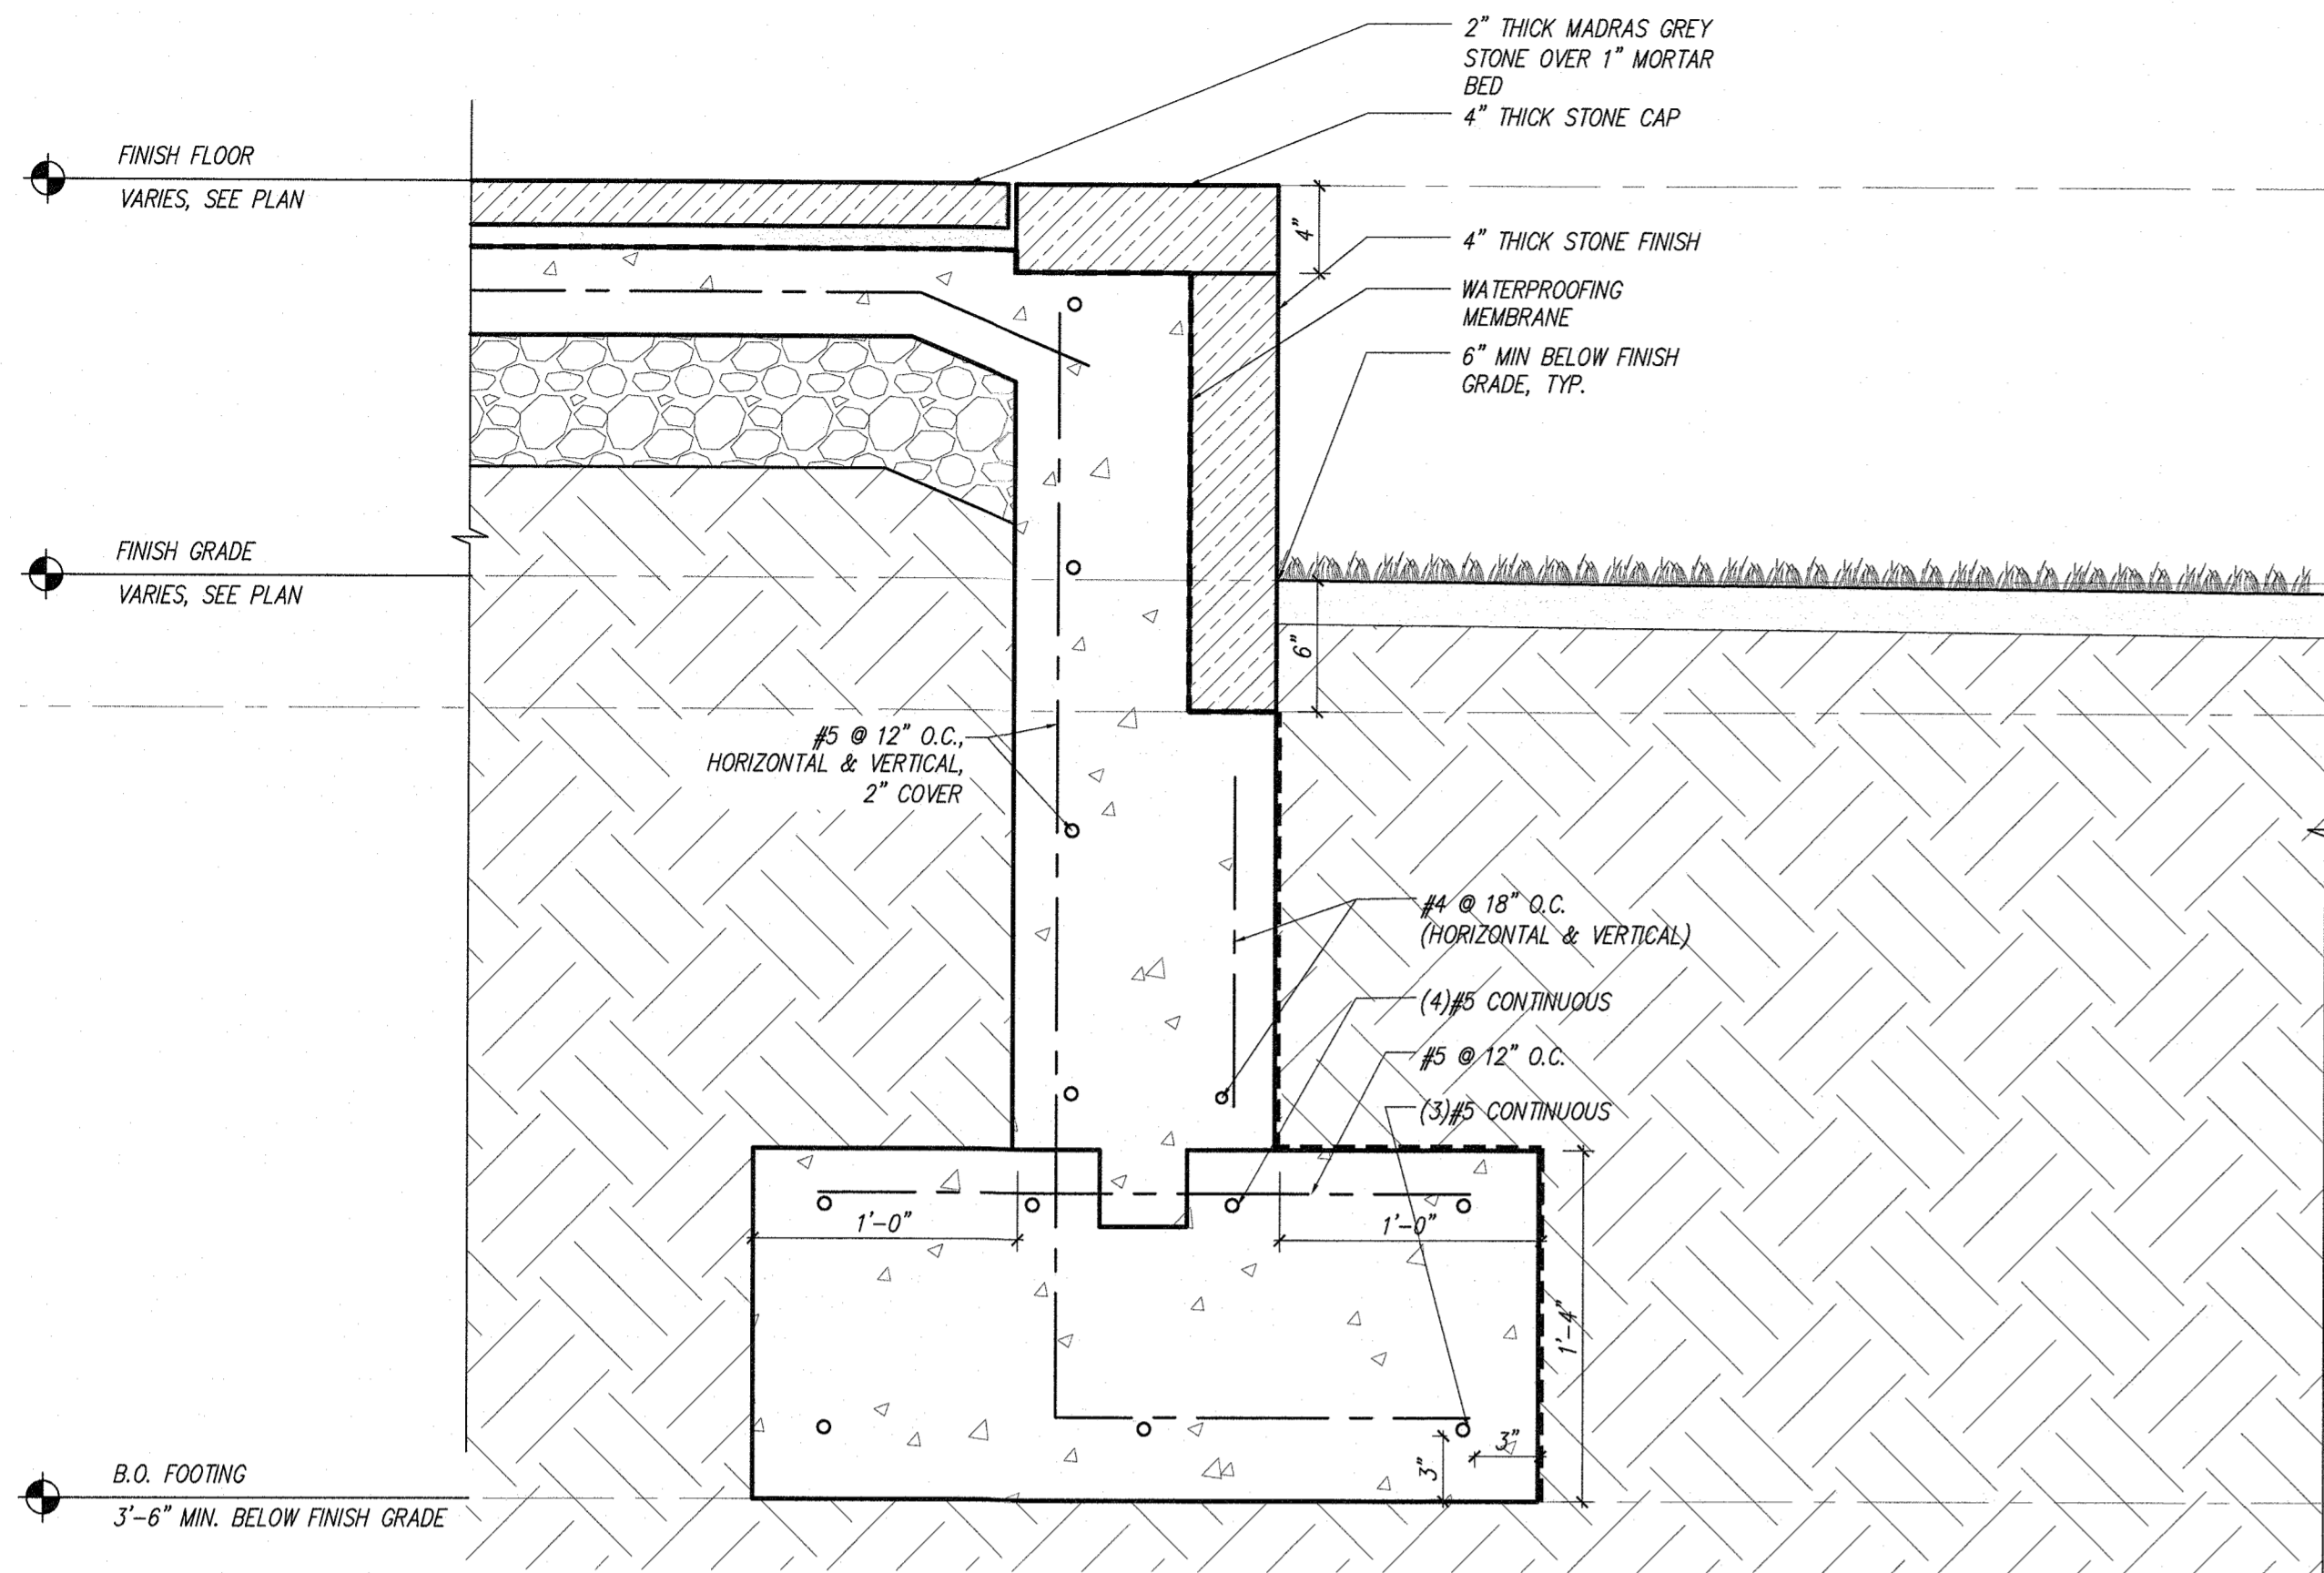 2" THICK MADRAS GREY
STONE OVER 1" MORTAR
BED
4" THICK STONE CAP
FINISH FLOOR
VARIES, SEE PLAN
4"
4" THICK STONE FINISH
WATERPROOFING
MEMBRANE
6" MIN BELOW FINISH
GRADE, TYP.
FINISH GRADE
VARIES, SEE PLAN
6"
#5 @ 12" O.C.,
HORIZONTAL & VERTICAL,
2" COVER
#4 @ 18" O.C.
(HORIZONTAL & VERTICAL)
(4)#5 CONTINUOUS
#5 @ 12" O.C.
(3)#5 CONTINUOUS
1'-0"
1'-0"
1'-4"
3"
3"
B.O. FOOTING
3'-6" MIN. BELOW FINISH GRADE